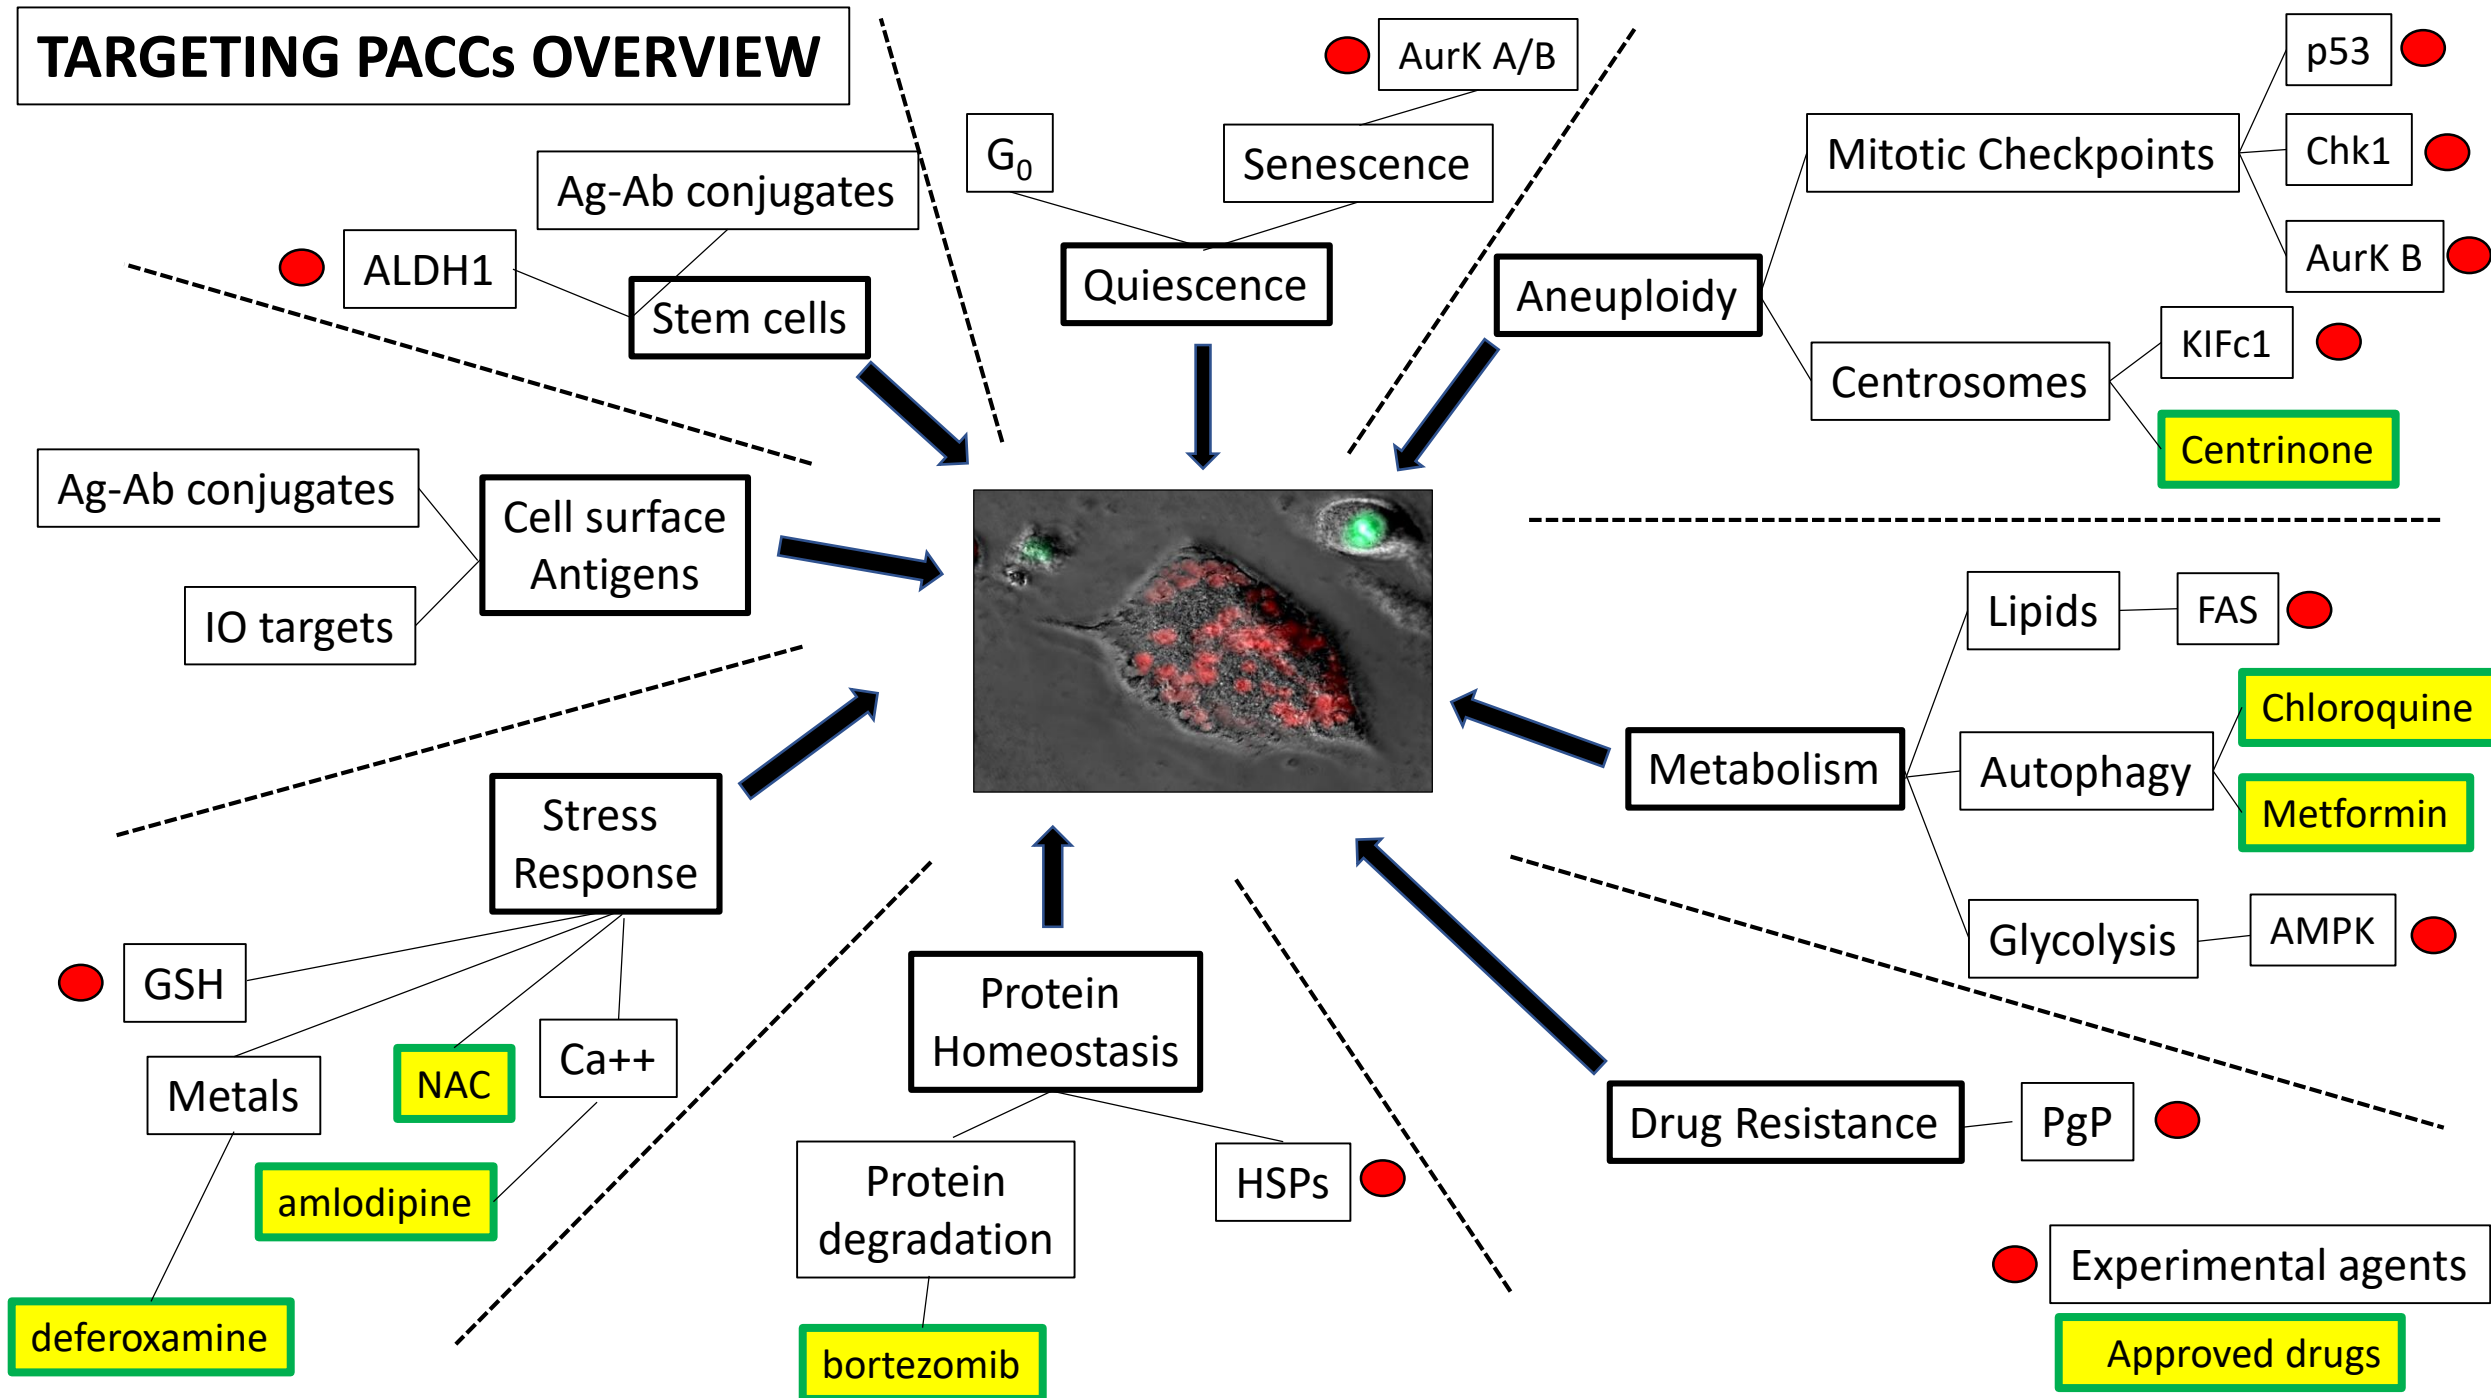 TARGETING PACCs OVERVIEW
AurK A/B
G₀
Senescence
Quiescence
Ag-Ab conjugates
ALDH1
Stem cells
Aneuploidy
Mitotic Checkpoints
p53
Chk1
AurK B
Centrosomes
KIFc1
Centrinone
Ag-Ab conjugates
IO targets
Cell surface
Antigens
Metabolism
Lipids
FAS
Autophagy
Chloroquine
Metformin
Glycolysis
AMPK
Stress
Response
GSH
Metals
NAC
Ca++
amlodipine
deferoxamine
Protein
Homeostasis
Protein
degradation
HSPs
bortezomib
Drug Resistance
PgP
Experimental agents
Approved drugs